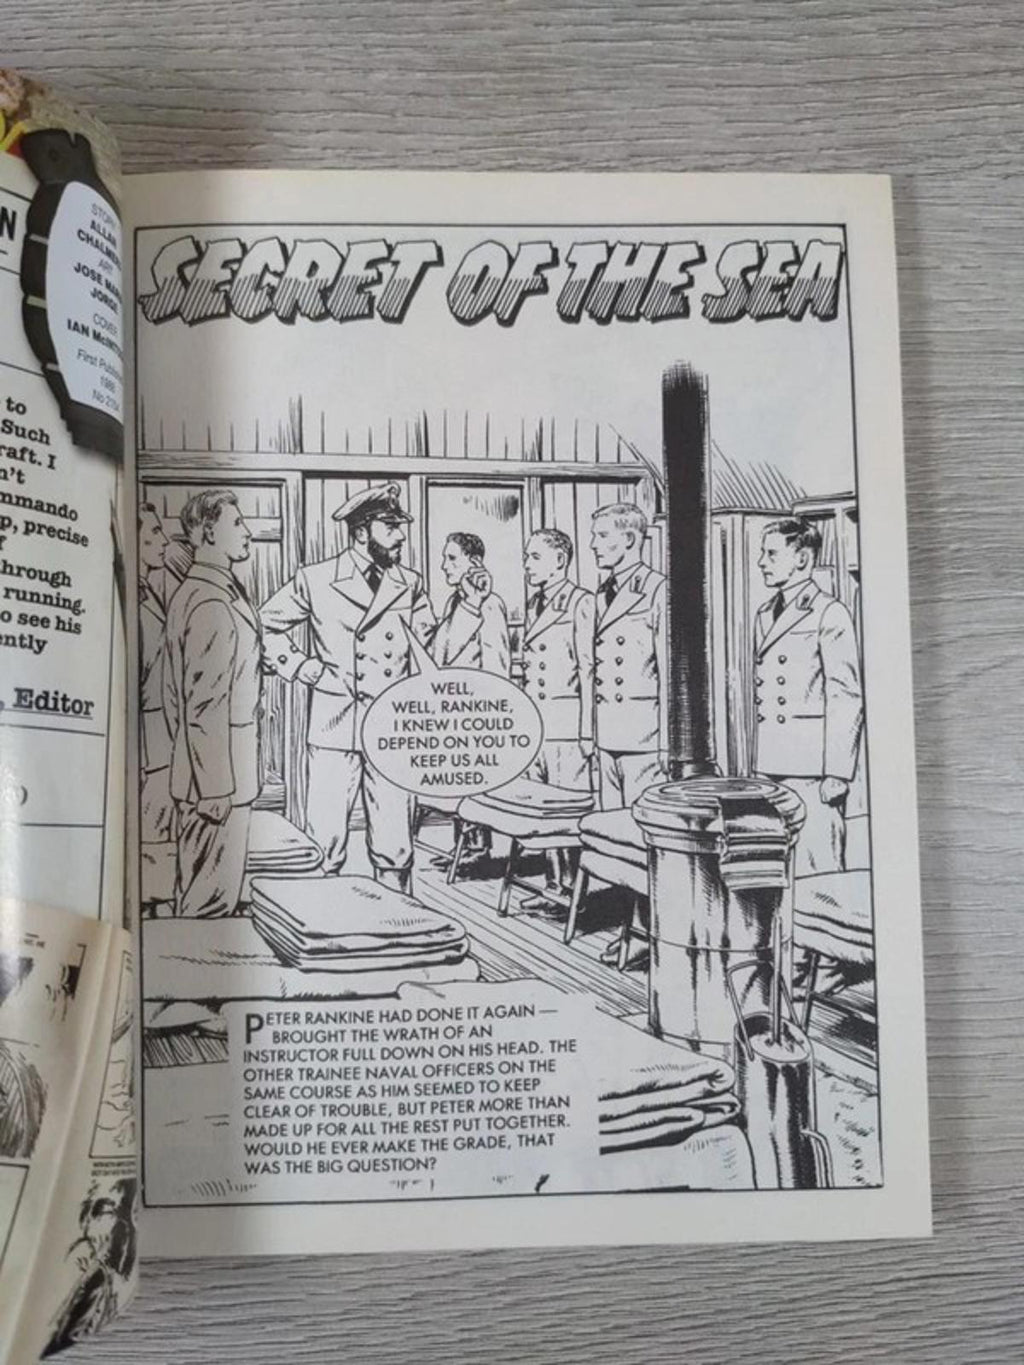 N
STORY
ALLAN
ART
JOSE
JORGE
COVER
IAN
First
No
to
Such
raft. I
n't
mmando
p, precise
f
hrough
running.
o see his
ently
, Editor
SECRET OF THE SEA
WELL,
WELL, RANKINE,
I KNEW I COULD
DEPEND ON YOU TO
KEEP US ALL
AMUSED.
PETER RANKINE HAD DONE IT AGAIN —
BROUGHT THE WRATH OF AN
INSTRUCTOR FULL DOWN ON HIS HEAD. THE
OTHER TRAINEE NAVAL OFFICERS ON THE
SAME COURSE AS HIM SEEMED TO KEEP
CLEAR OF TROUBLE, BUT PETER MORE THAN
MADE UP FOR ALL THE REST PUT TOGETHER.
WOULD HE EVER MAKE THE GRADE, THAT
WAS THE BIG QUESTION?